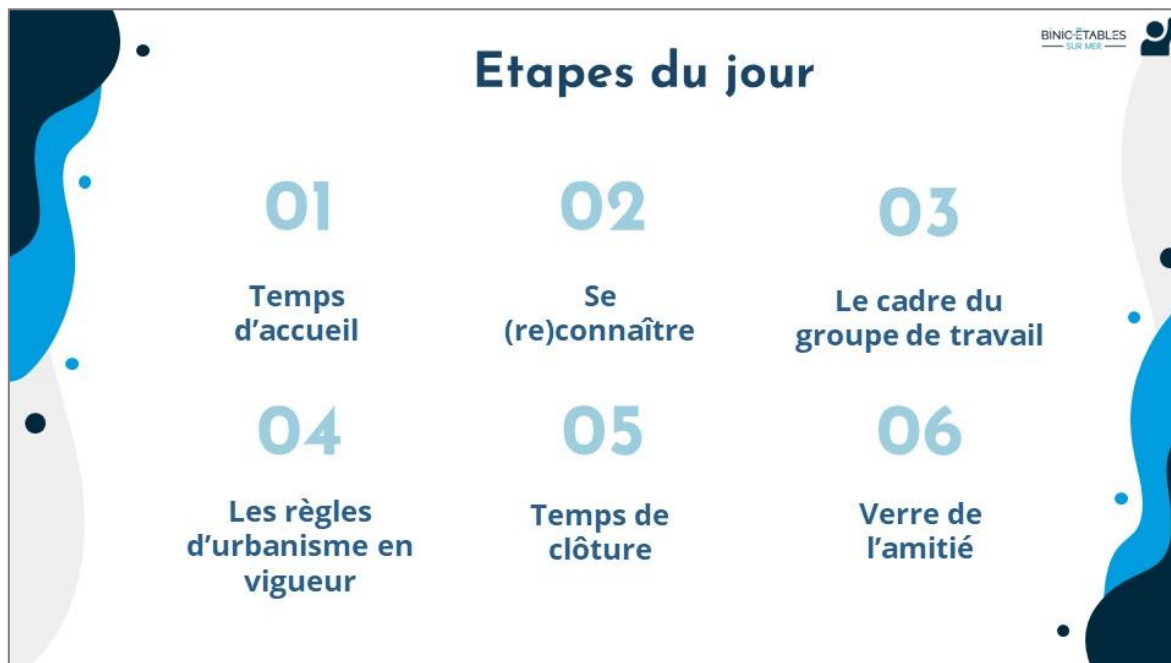 BINIC-ÉTABLES
SUR MER
Etapes du jour
01
02
03
Temps
d’accueil
Se
(re)connaître
Le cadre du
groupe de travail
04
05
06
Les règles
d’urbanisme en
vigueur
Temps de
clôture
Verre de
l’amitié